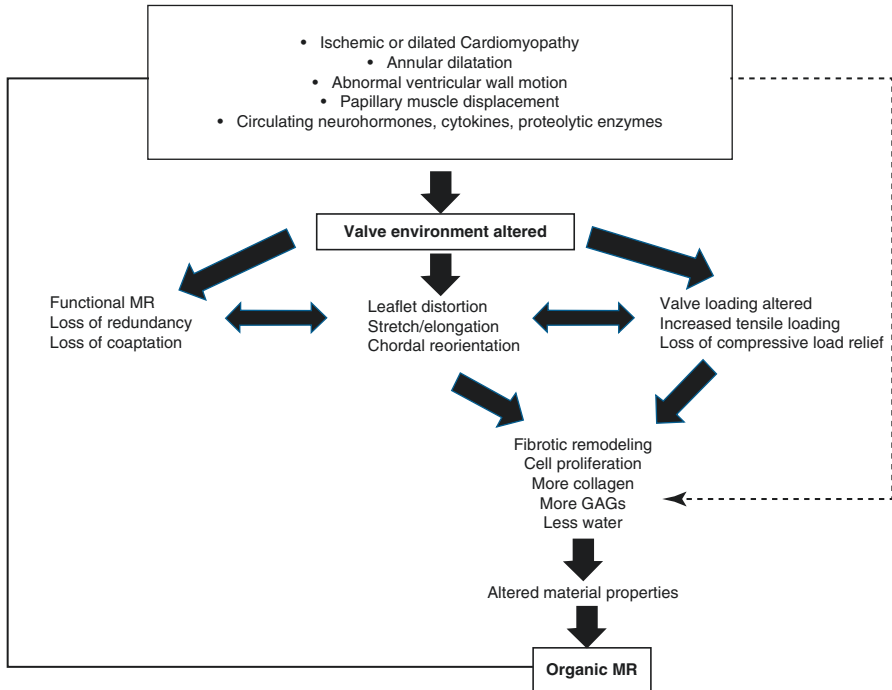 • Ischemic or dilated Cardiomyopathy
• Annular dilatation
• Abnormal ventricular wall motion
• Papillary muscle displacement
• Circulating neurohormones, cytokines, proteolytic enzymes
Valve environment altered
Functional MR
Loss of redundancy
Loss of coaptation
Leaflet distortion
Stretch/elongation
Chordal reorientation
Valve loading altered
Increased tensile loading
Loss of compressive load relief
Fibrotic remodeling
Cell proliferation
More collagen
More GAGs
Less water
Altered material properties
Organic MR